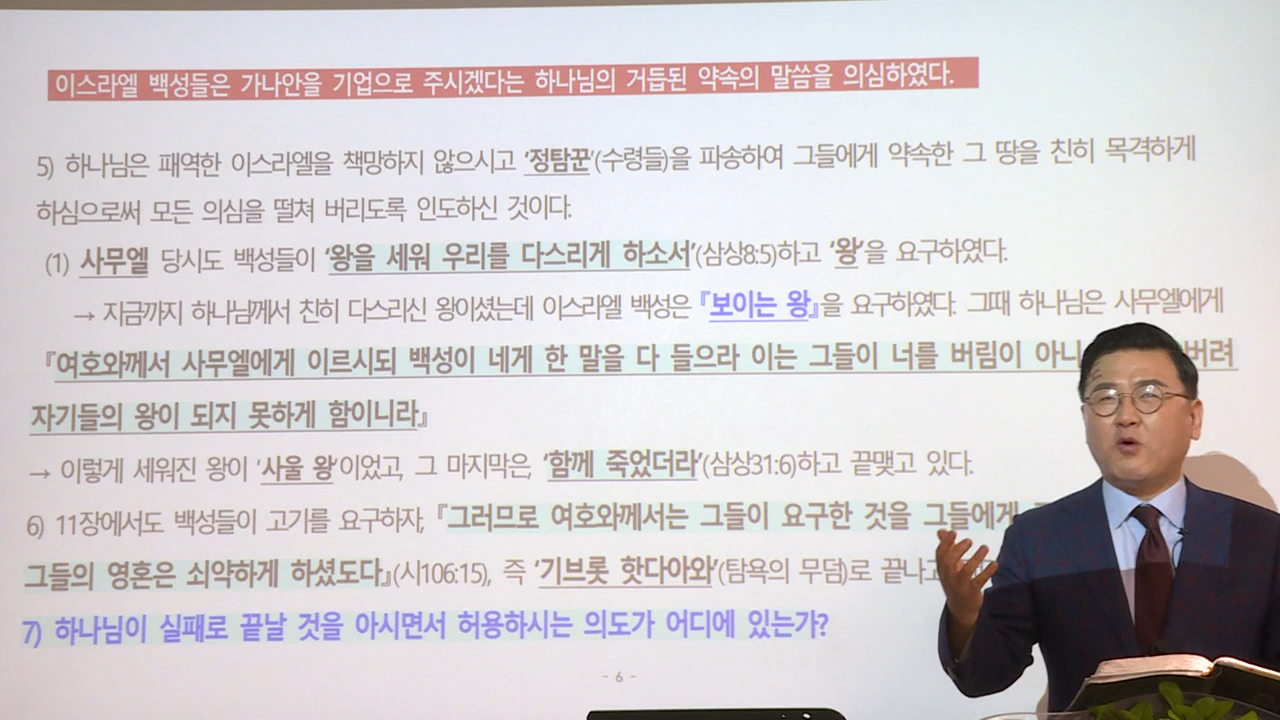 이스라엘 백성들은 가나안을 기업으로 주시겠다는 하나님의 거듭된 약속의 말씀을 의심하였다.
5) 하나님은 패역한 이스라엘을 책망하지 않으시고 '정탐꾼'(수령들)을 파송하여 그들에게 약속한 그 땅을 친히 목격하게
하심으로써 모든 의심을 떨쳐 버리도록 인도하신 것이다.
(1) 사무엘 당시도 백성들이 '왕을 세워 우리를 다스리게 하소서'(삼상8:5)하고 '왕'을 요구하였다.
→ 지금까지 하나님께서 친히 다스리신 왕이셨는데 이스라엘 백성은 『보이는 왕』을 요구하였다. 그때 하나님은 사무엘에게
『여호와께서 사무엘에게 이르시되 백성이 네게 한 말을 다 들으라 이는 그들이 너를 버림이 아니 버려
자기들의 왕이 되지 못하게 함이니라』
→ 이렇게 세워진 왕이 '사울 왕'이었고, 그 마지막은, '함께 죽었더라'(삼상31:6)하고 끝맺고 있다.
6) 11장에서도 백성들이 고기를 요구하자, 『그러므로 여호와께서는 그들이 요구한 것을 그들에게
그들의 영혼은 쇠약하게 하셨도다』(시106:15), 즉 '기브롯 핫다아와'(탐욕의 무덤)로 끝나고
7) 하나님이 실패로 끝날 것을 아시면서 허용하시는 의도가 어디에 있는가?
- 6 -